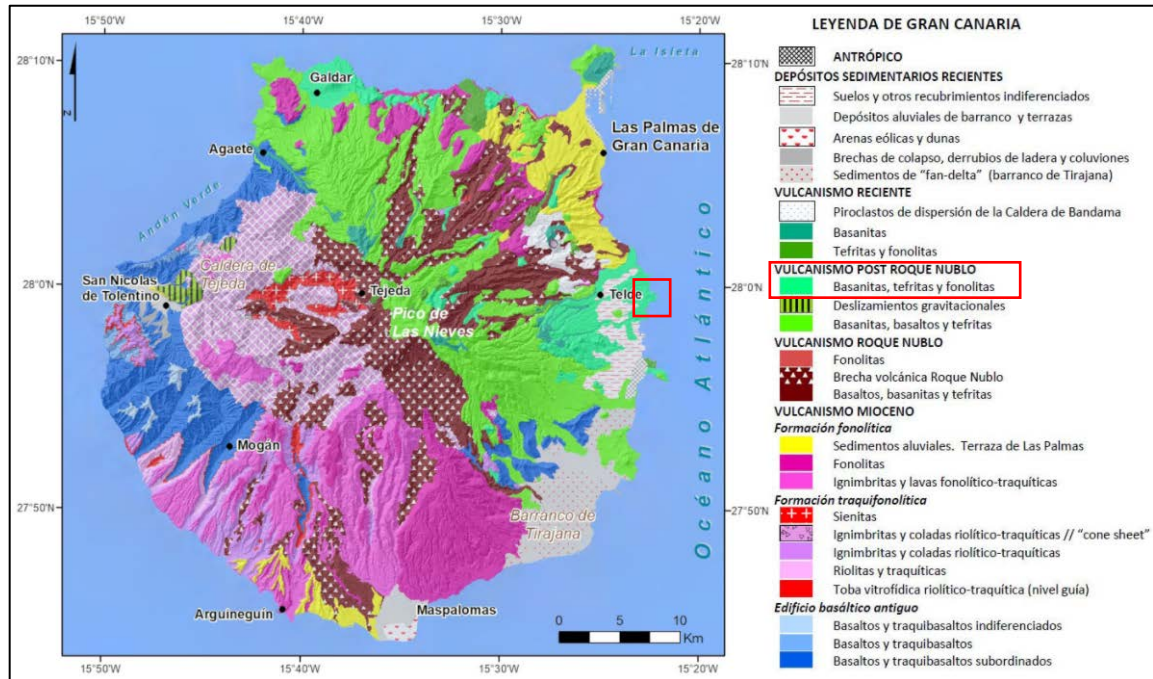 15°50'
15°40'
15°30'
15°20'
28°10'
28°10'
La Isleta
N
Galdar
Las Palmas de
Gran Canaria
Agaete
Andén Verde
28°0'
28°0'
San Nicolas
de Tolentino
Caldera de
Tejeda
Tejeda
Telde
Pico de
Las Nieves
Océano Atlántico
Mogán
27°50'
27°50'
Barranco de
Tirajana
Arguineguín
Maspalomas
0 5 10
Km
15°50'
15°40'
15°30'
15°20'
LEYENDA DE GRAN CANARIA
ANTRÓPICO
DEPÓSITOS SEDIMENTARIOS RECIENTES
Suelos y otros recubrimientos indiferenciados
Depósitos aluviales de barranco y terrazas
Arenas eólicas y dunas
Brechas de colapso, derrubios de ladera y coluviones
Sedimentos de "fan-delta" (barranco de Tirajana)
VULCANISMO RECIENTE
Piroclastos de dispersión de la Caldera de Bandama
Basanitas
Tefritas y fonolitas
VULCANISMO POST ROQUE NUBLO
Basanitas, tefritas y fonolitas
Deslizamientos gravitacionales
Basanitas, basaltos y tefritas
VULCANISMO ROQUE NUBLO
Fonolitas
Brecha volcánica Roque Nublo
Basaltos, basanitas y tefritas
VULCANISMO MIOCENO
Formación fonolítica
Sedimentos aluviales. Terraza de Las Palmas
Fonolitas
Ignimbritas y lavas fonolítico-traquíticas
Formación traquifonolítica
Sienitas
Ignimbritas y coladas riolítico-traquíticas // "cone sheet"
Ignimbritas y coladas riolítico-traquíticas
Riolitas y traquíticas
Toba vitrofídica riolítico-traquítica (nivel guía)
Edificio basáltico antiguo
Basaltos y traquibasaltos indiferenciados
Basaltos y traquibasaltos
Basaltos y traquibasaltos subordinados